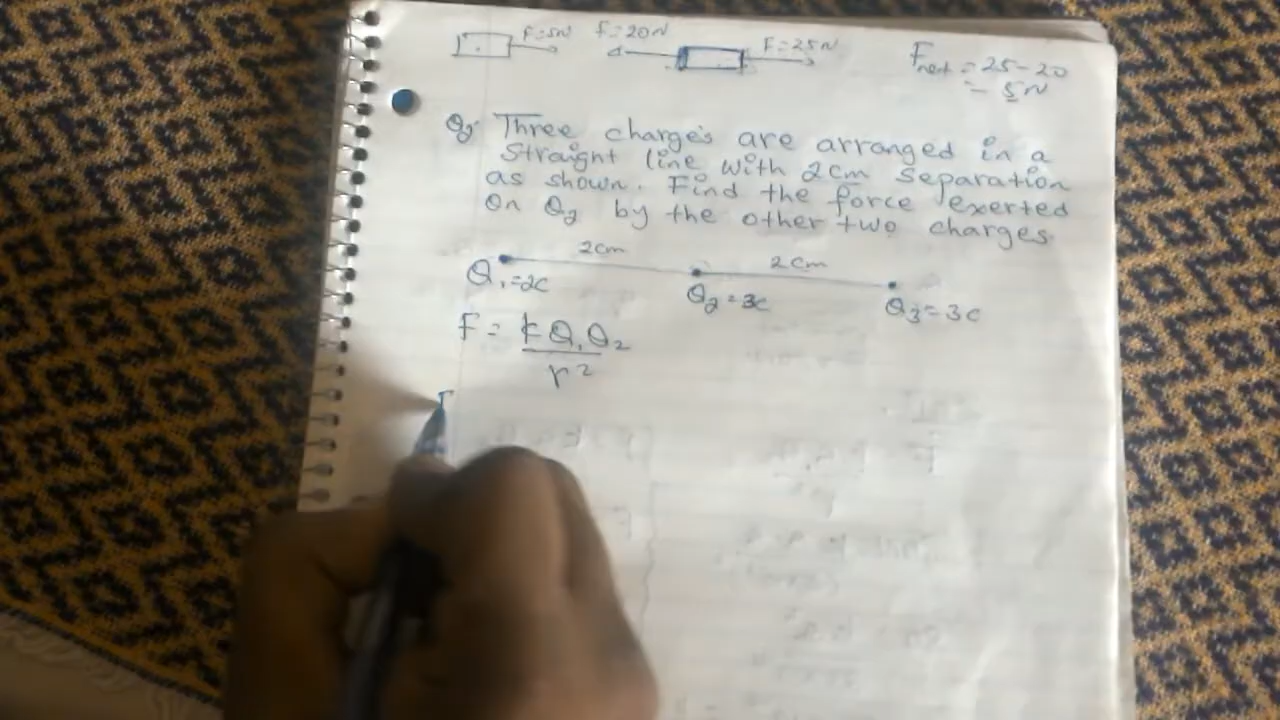 F=5N F=20N F=25N Fnet = 25-20
= 5N
Q: Three charges are arranged in a
straight line with 2cm separation
as shown. Find the force exerted
on Q2 by the other two charges.
2cm 2cm
Q1=2C Q2=3C Q3=3C
F = kQ1Q2
r²